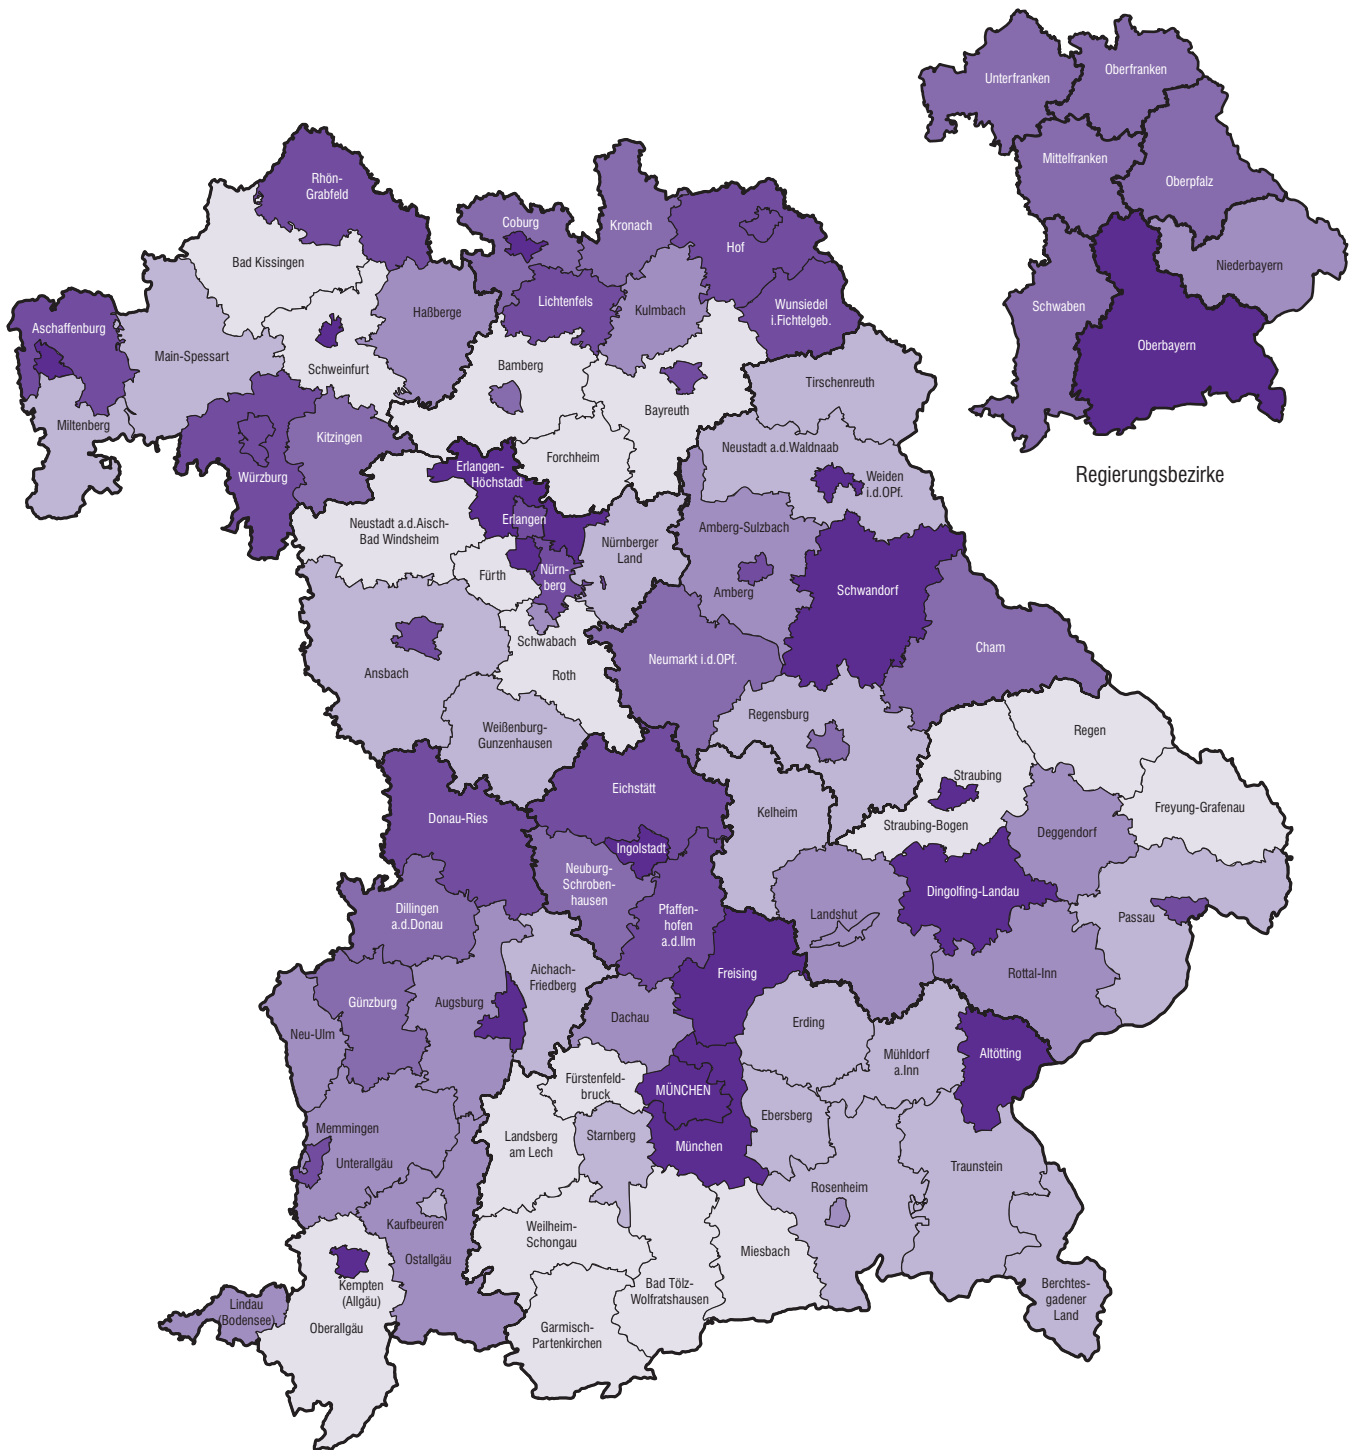 Unterfranken
Oberfranken
Mittelfranken
Oberpfalz
Niederbayern
Schwaben
Oberbayern
Regierungsbezirke
Rhön-
Grabfeld
Bad Kissingen
Coburg
Kronach
Hof
Aschaffenburg
Main-Spessart
Schweinfurt
Haßberge
Lichtenfels
Kulmbach
Wunsiedel
i.Fichtelgeb.
Miltenberg
Bamberg
Bayreuth
Tirschenreuth
Würzburg
Kitzingen
Forchheim
Erlangen-
Höchstadt
Neustadt a.d.Waldnaab
Weiden
i.d.OPf.
Neustadt a.d.Aisch-
Bad Windsheim
Erlangen
Fürth
Nürn-
berg
Nürnberger
Land
Amberg-Sulzbach
Amberg
Schwandorf
Ansbach
Schwabach
Roth
Neumarkt i.d.OPf.
Cham
Weißenburg-
Gunzenhausen
Regensburg
Regen
Straubing
Straubing-Bogen
Freyung-Grafenau
Deggendorf
Eichstätt
Donau-Ries
Kelheim
Ingolstadt
Neuburg-
Schroben-
hausen
Dingolfing-Landau
Dillingen
a.d.Donau
Pfaffen-
hofen
a.d.Ilm
Landshut
Passau
Rottal-Inn
Freising
Aichach-
Friedberg
Günzburg
Augsburg
Neu-Ulm
Dachau
Erding
Mühldorf
a.Inn
Altötting
Fürstenfeld-
bruck
MÜNCHEN
München
Ebersberg
Memmingen
Unterallgäu
Landsberg
am Lech
Starnberg
Rosenheim
Traunstein
Kaufbeuren
Ostallgäu
Weilheim-
Schongau
Miesbach
Bad Tölz-
Wolfratshausen
Kempten
(Allgäu)
Lindau
(Bodensee)
Oberallgäu
Garmisch-
Partenkirchen
Berchtes-
gadener
Land